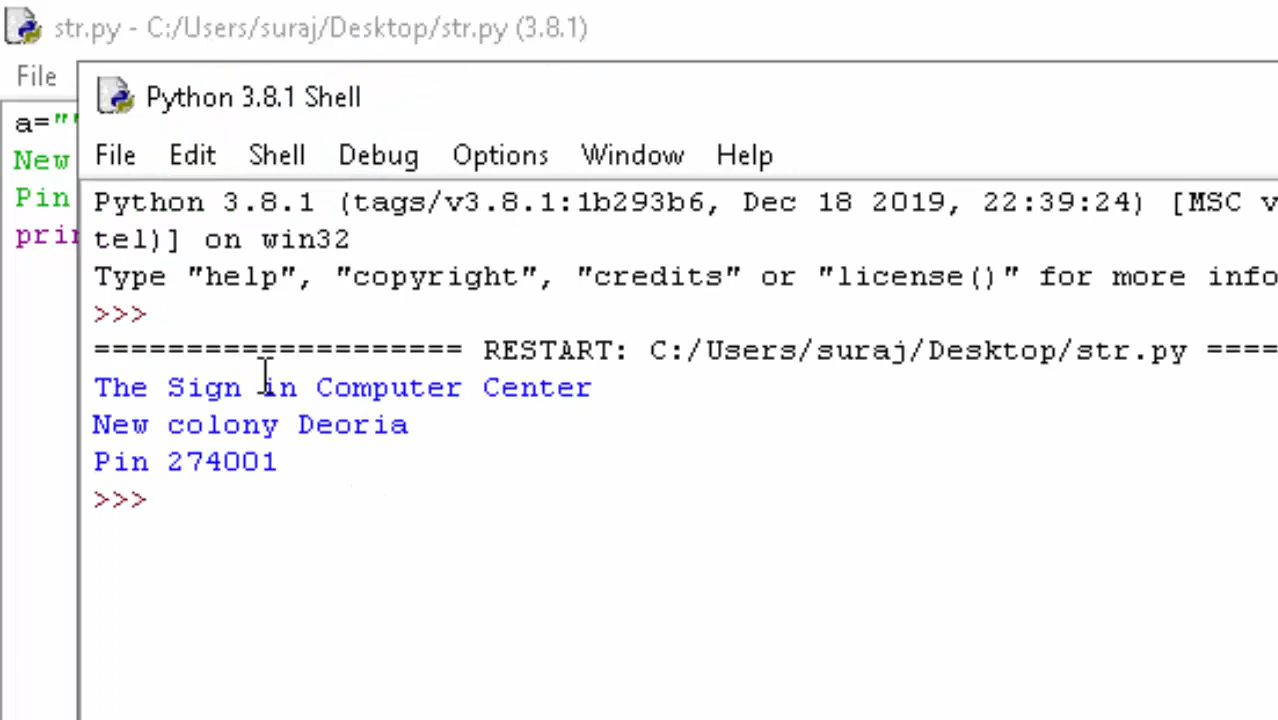 str.py - C:/Users/suraj/Desktop/str.py (3.8.1)
File
Python 3.8.1 Shell
File Edit Shell Debug Options Window Help
a="
New
Pin
Python 3.8.1 (tags/v3.8.1:1b293b6, Dec 18 2019, 22:39:24) [MSC v
tel)] on win32
Type "help", "copyright", "credits" or "license()" for more info
>>>
==================== RESTART: C:/Users/suraj/Desktop/str.py ====
The Sign in Computer Center
New colony Deoria
Pin 274001
>>>